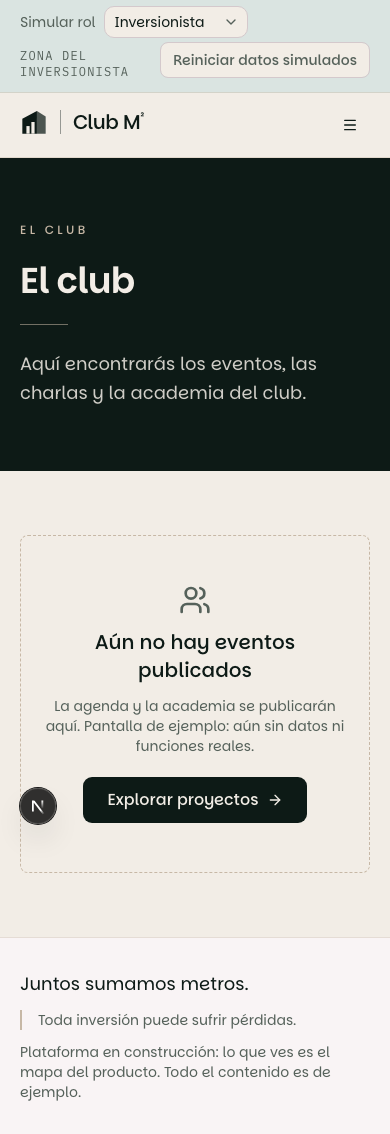 Simular rol
Inversionista
ZONA DEL
INVERSIONISTA
Reiniciar datos simulados
Club M²
EL CLUB
El club
Aquí encontrarás los eventos, las
charlas y la academia del club.
Aún no hay eventos
publicados
La agenda y la academia se publicarán
aquí. Pantalla de ejemplo: aún sin datos ni
funciones reales.
N
Explorar proyectos →
Juntos sumamos metros.
Toda inversión puede sufrir pérdidas.
Plataforma en construcción: lo que ves es el
mapa del producto. Todo el contenido es de
ejemplo.